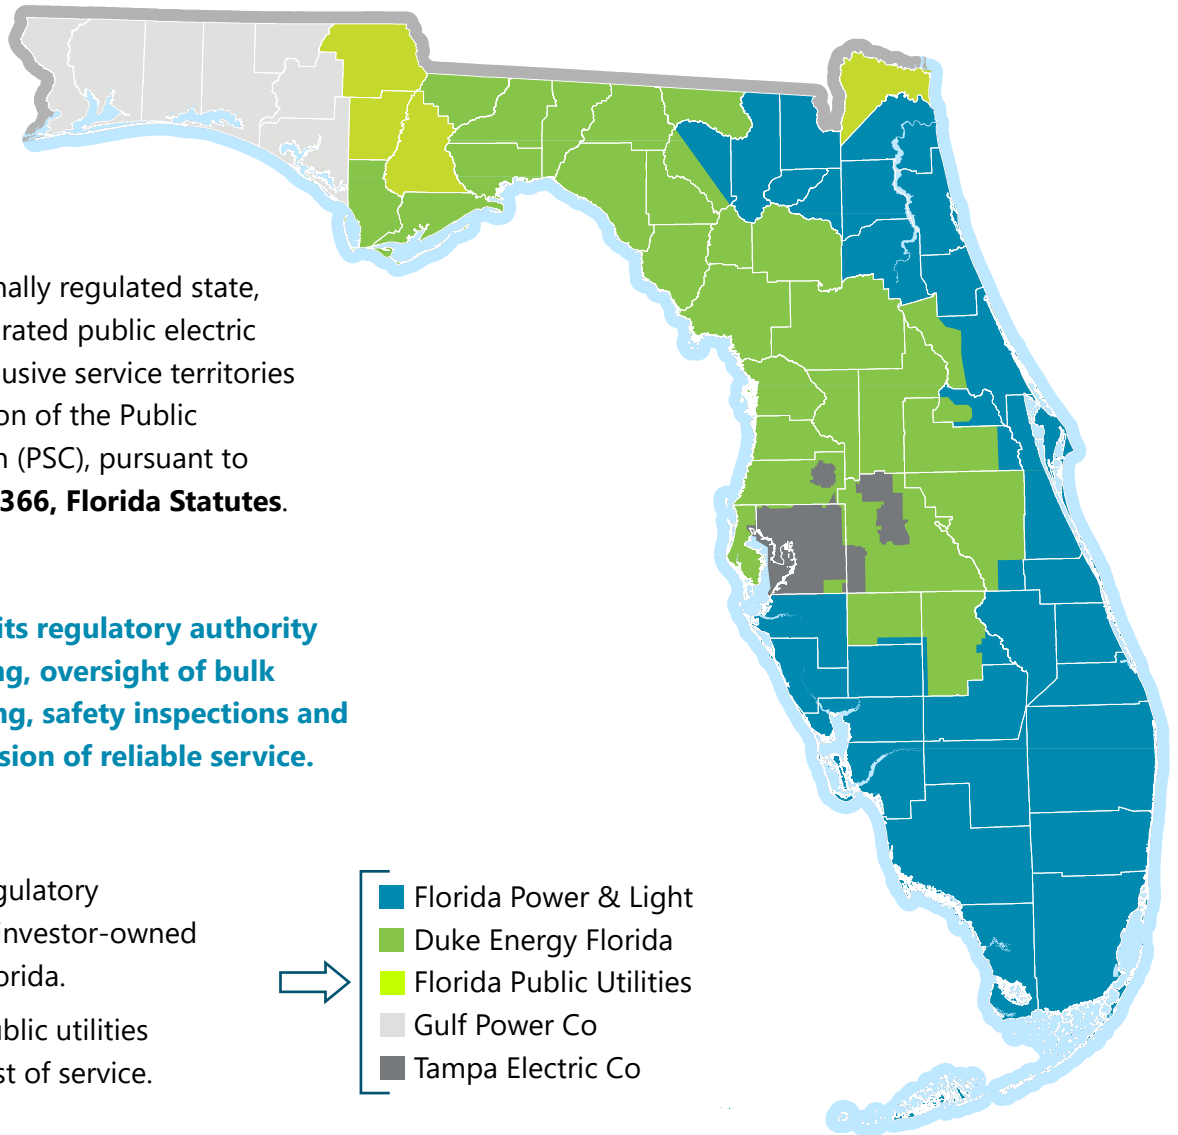 nally regulated state,
rated public electric
usive service territories
on of the Public
n (PSC), pursuant to
366, Florida Statutes.
its regulatory authority
ng, oversight of bulk
ng, safety inspections and
sion of reliable service.
gulatory
investor-owned
orida.
ublic utilities
st of service.
Florida Power & Light
Duke Energy Florida
Florida Public Utilities
Gulf Power Co
Tampa Electric Co